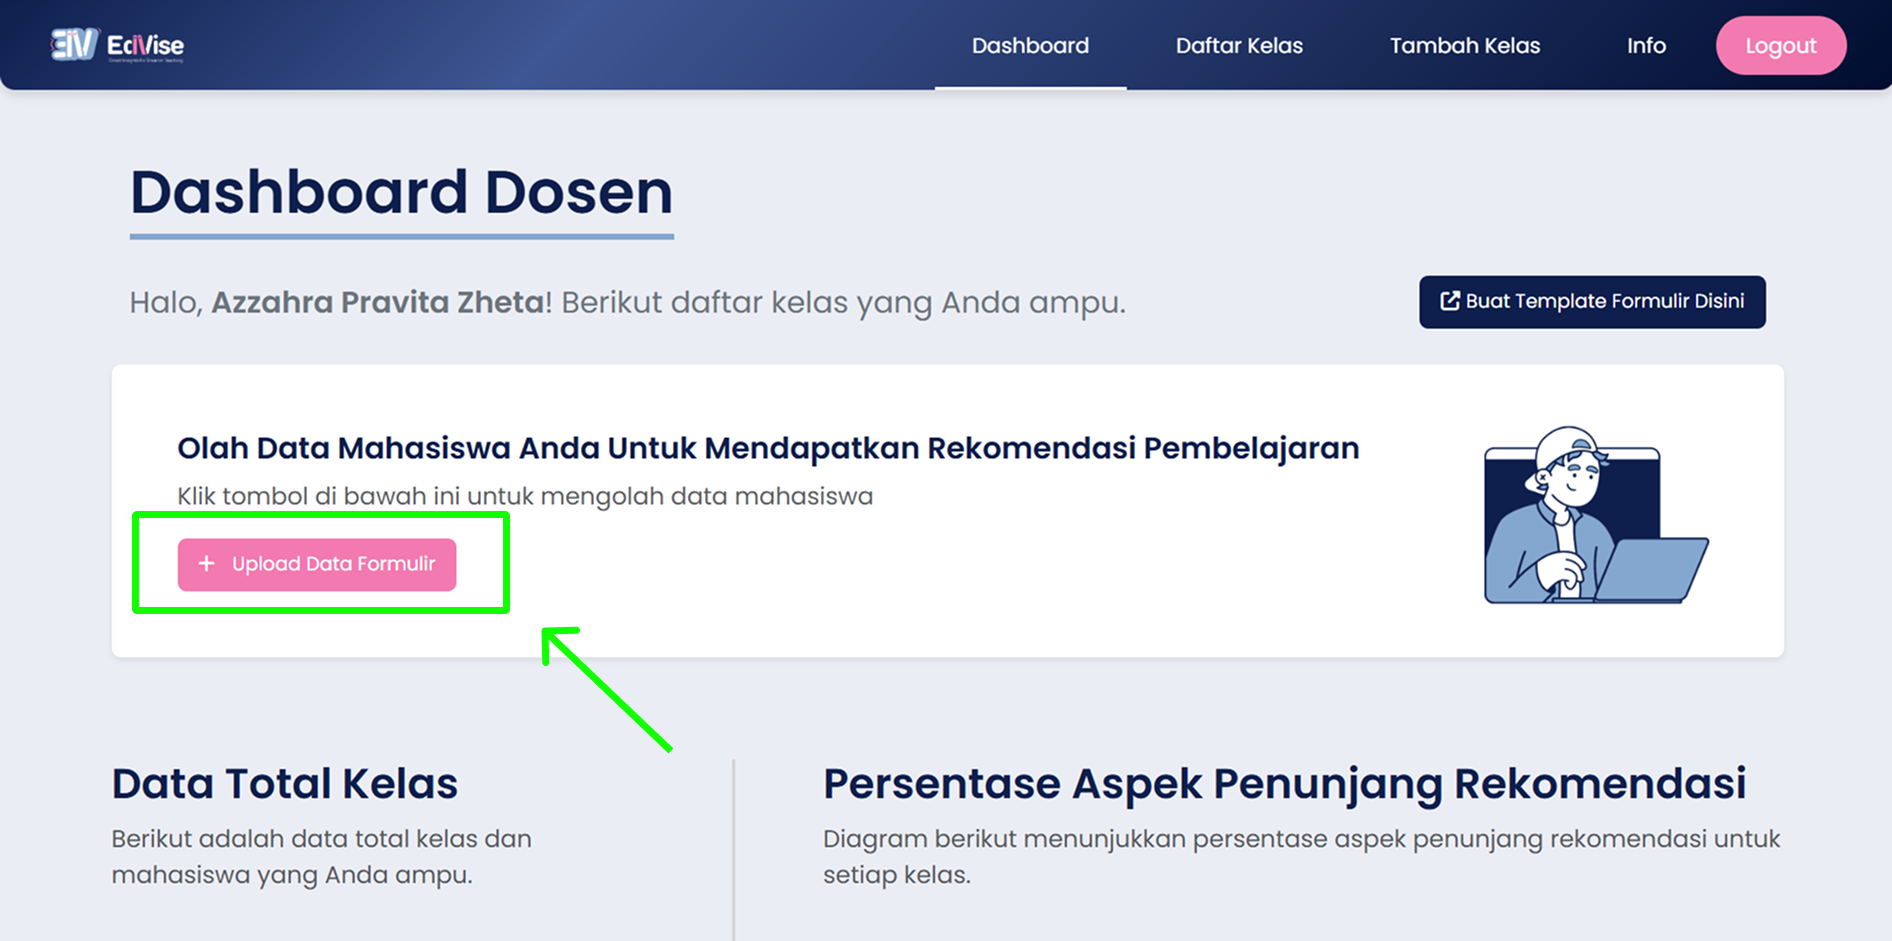 EdiVise
Dashboard
Daftar Kelas
Tambah Kelas
Info
Logout
Dashboard Dosen
Halo, Azzahra Pravita Zheta! Berikut daftar kelas yang Anda ampu.
Buat Template Formulir Disini
Olah Data Mahasiswa Anda Untuk Mendapatkan Rekomendasi Pembelajaran
Klik tombol di bawah ini untuk mengolah data mahasiswa
+ Upload Data Formulir
Data Total Kelas
Berikut adalah data total kelas dan
mahasiswa yang Anda ampu.
Persentase Aspek Penunjang Rekomendasi
Diagram berikut menunjukkan persentase aspek penunjang rekomendasi untuk
setiap kelas.